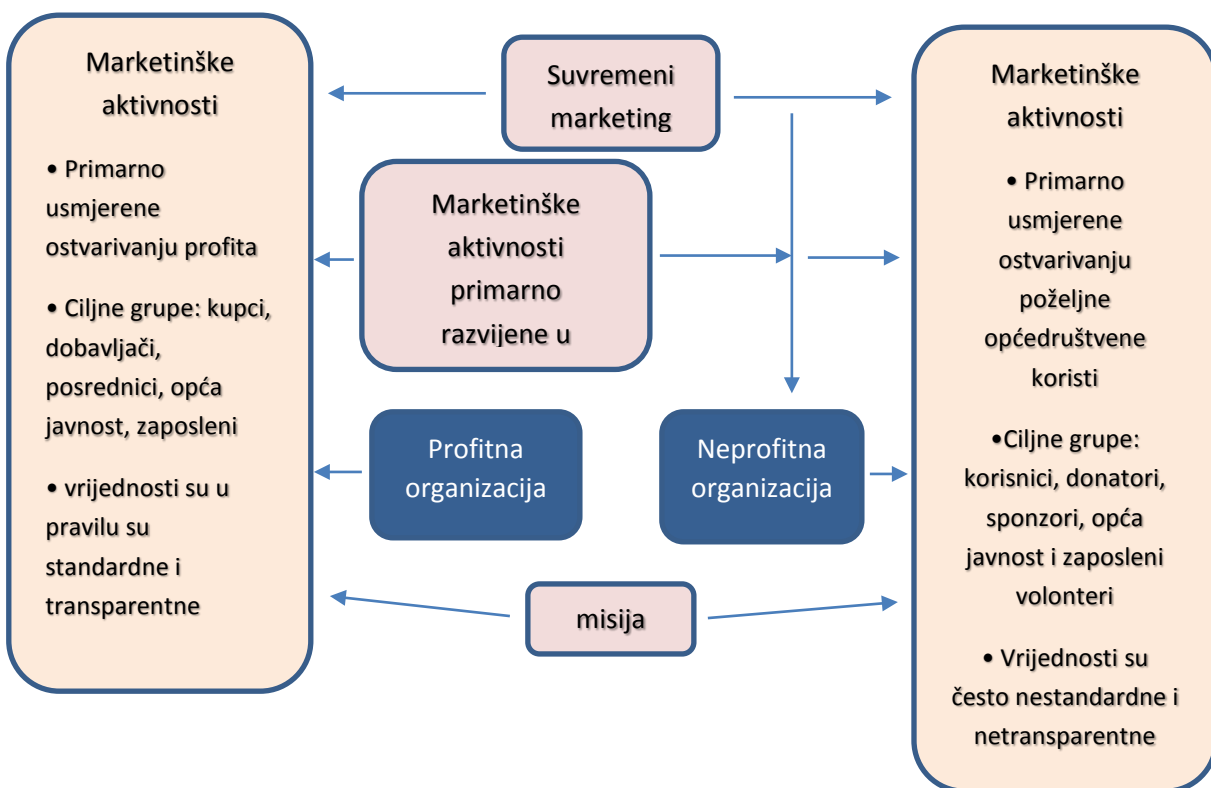 Marketinške
aktivnosti
• Primarno
usmjerene
ostvarivanju profita
• Ciljne grupe: kupci,
dobavljači,
posrednici, opća
javnost, zaposleni
• vrijednosti su u
pravilu su
standardne i
transparentne
Suvremeni
marketing
Marketinške
aktivnosti
primarno
razvijene u
Profitna
organizacija
Neprofitna
organizacija
misija
Marketinške
aktivnosti
• Primarno
usmjerene
ostvarivanju
poželjne
općedruštvene
koristi
•Ciljne grupe:
korisnici, donatori,
sponzori, opća
javnost i zaposleni
volonteri
• Vrijednosti su
često nestandardne i
netransparentne